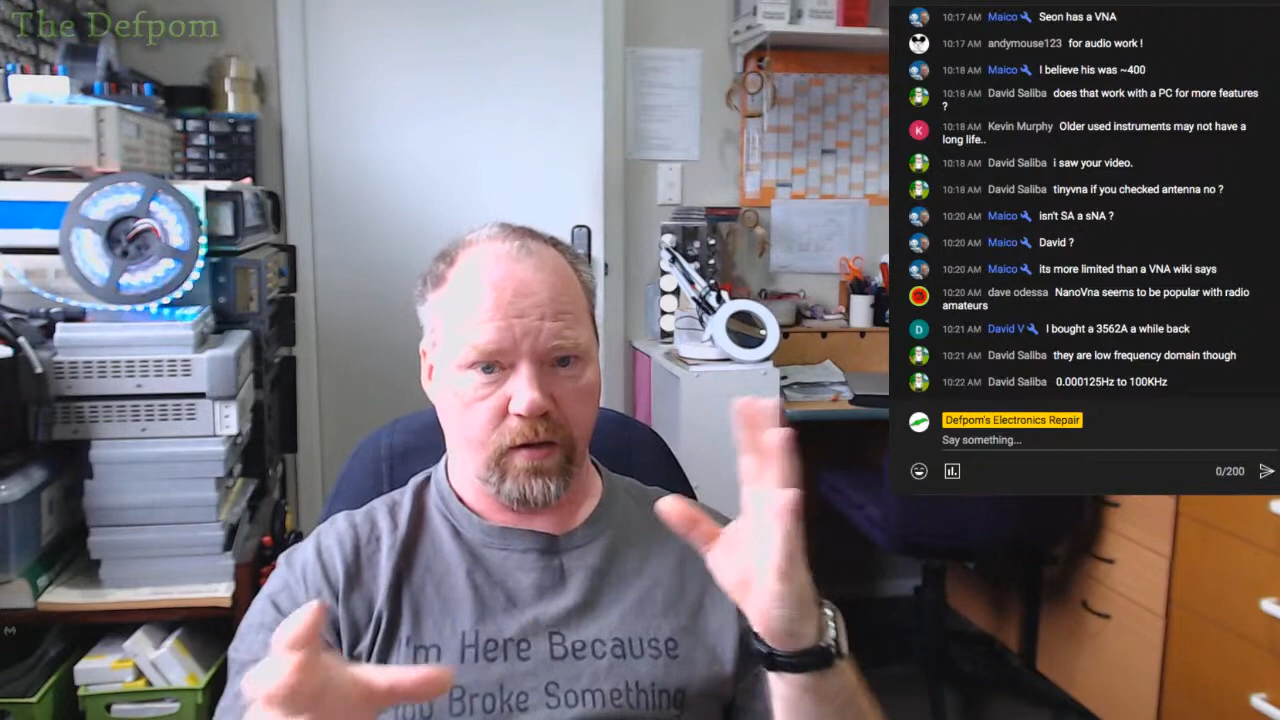 The Defpom
10:17 AM Maico Seon has a VNA
10:17 AM andymouse123 for audio work !
10:18 AM Maico I believe his was ~400
10:18 AM David Saliba does that work with a PC for more features
?
K 10:18 AM Kevin Murphy Older used instruments may not have a
long life..
10:18 AM David Saliba i saw your video.
10:18 AM David Saliba tinyvna if you checked antenna no ?
10:20 AM Maico isn't SA a sNA ?
10:20 AM Maico David ?
10:20 AM Maico its more limited than a VNA wiki says
10:20 AM dave odessa NanoVna seems to be popular with radio
amateurs
D 10:21 AM David V I bought a 3562A a while back
10:21 AM David Saliba they are low frequency domain though
10:22 AM David Saliba 0.000125Hz to 100KHz
Defpom's Electronics Repair
Say something...
0/200
I'm Here Because
You Broke Something